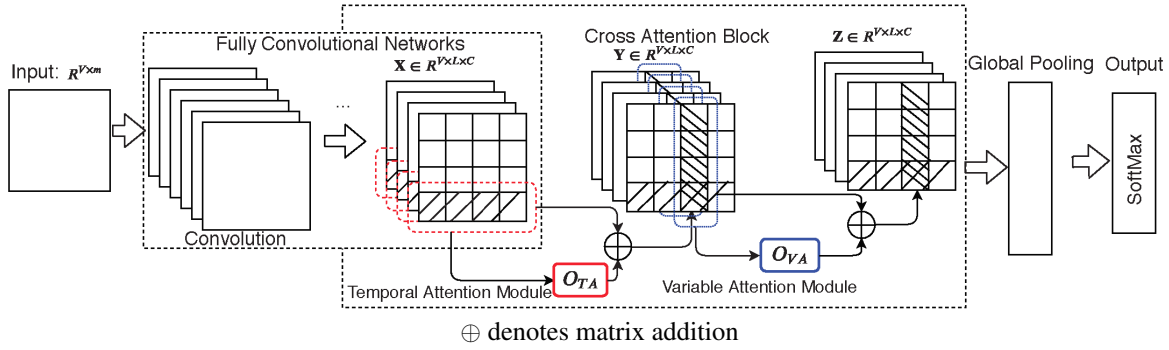 Fully Convolutional Networks
Cross Attention Block
Input: R^{V×m}
X ∈ R^{V×L×C}
Y ∈ R^{V×L×C}
Z ∈ R^{V×L×C}
Global Pooling
Output
...
Convolution
SoftMax
O_{TA}
O_{VA}
Temporal Attention Module
Variable Attention Module
⊕ denotes matrix addition